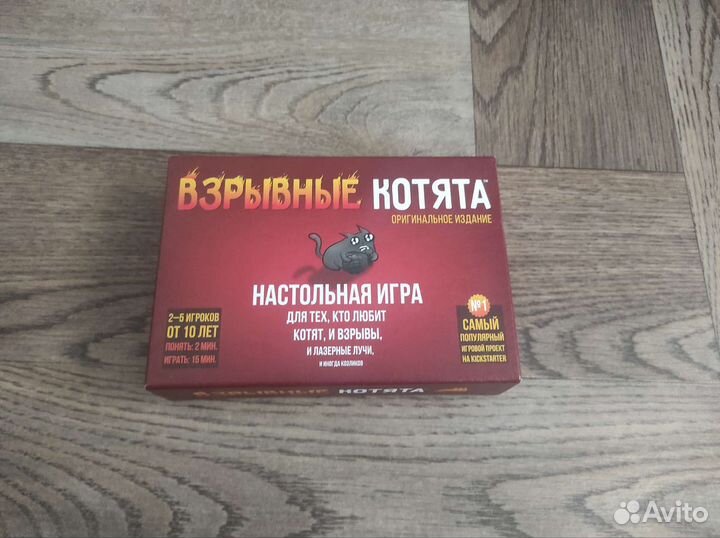 ВЗРЫВНЫЕ КОТЯТА™
ОРИГИНАЛЬНОЕ ИЗДАНИЕ
НАСТОЛЬНАЯ ИГРА
ДЛЯ ТЕХ, КТО ЛЮБИТ
КОТЯТ, И ВЗРЫВЫ,
И ЛАЗЕРНЫЕ ЛУЧИ,
И ИНОГДА КОЗЛИКОВ
2–5 ИГРОКОВ
ОТ 10 ЛЕТ
ПОНЯТЬ: 2 МИН.
ИГРАТЬ: 15 МИН.
№1
САМЫЙ
ПОПУЛЯРНЫЙ
ИГРОВОЙ ПРОЕКТ
НА KICKSTARTER
ВЗРЫВНЫЕ КОТЯТА
Avito